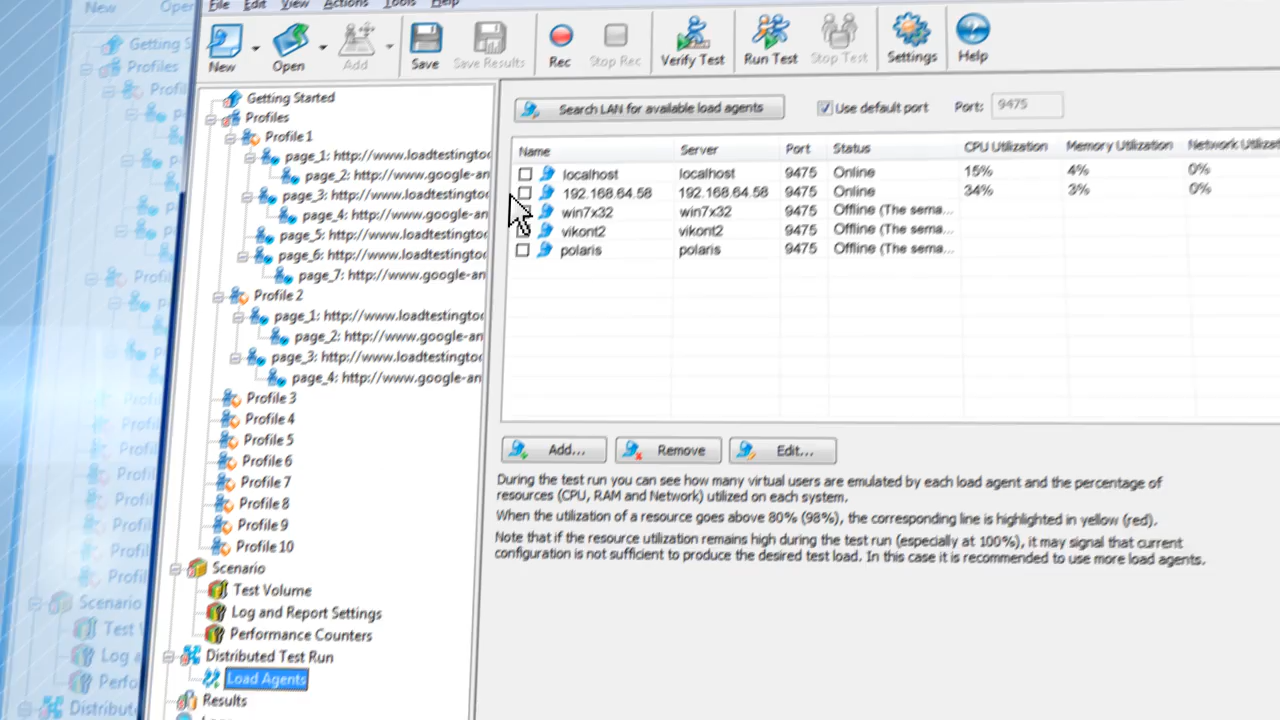 File Edit View Actions Tools Help
New Open Add Save Save Results Rec Stop Rec Verify Test Run Test Stop Test Settings Help
Getting Started
Profiles
Profile 1
page_1: http://www.loadtestingtoo
page_2: http://www.google-an
page_3: http://www.loadtestingtoo
page_4: http://www.google-an
page_5: http://www.loadtestingtoo
page_6: http://www.loadtestingtoo
page_7: http://www.google-an
Profile 2
page_1: http://www.loadtestingtoo
page_2: http://www.google-an
page_3: http://www.loadtestingtoo
page_4: http://www.google-an
Profile 3
Profile 4
Profile 5
Profile 6
Profile 7
Profile 8
Profile 9
Profile 10
Scenario
Test Volume
Log and Report Settings
Performance Counters
Distributed Test Run
Load Agents
Results
Search LAN for available load agents Use default port Port: 9475
Name Server Port Status CPU Utilization Memory Utilization Network Utilizat
localhost localhost 9475 Online 15% 4% 0%
192.168.64.58 192.168.64.58 9475 Online 34% 3% 0%
win7x32 win7x32 9475 Offline (The sema...
vikont2 vikont2 9475 Offline (The sema...
polaris polaris 9475 Offline (The sema...
Add... Remove Edit...
During the test run you can see how many virtual users are emulated by each load agent and the percentage of
resources (CPU, RAM and Network) utilized on each system.
When the utilization of a resource goes above 80% (98%), the corresponding line is highlighted in yellow (red).
Note that if the resource utilization remains high during the test run (especially at 100%), it may signal that current
configuration is not sufficient to produce the desired test load. In this case it is recommended to use more load agents.
New Open
Getting S
Profiles
Profil
Scenario
Test V
Log a
Perfo
Distribut